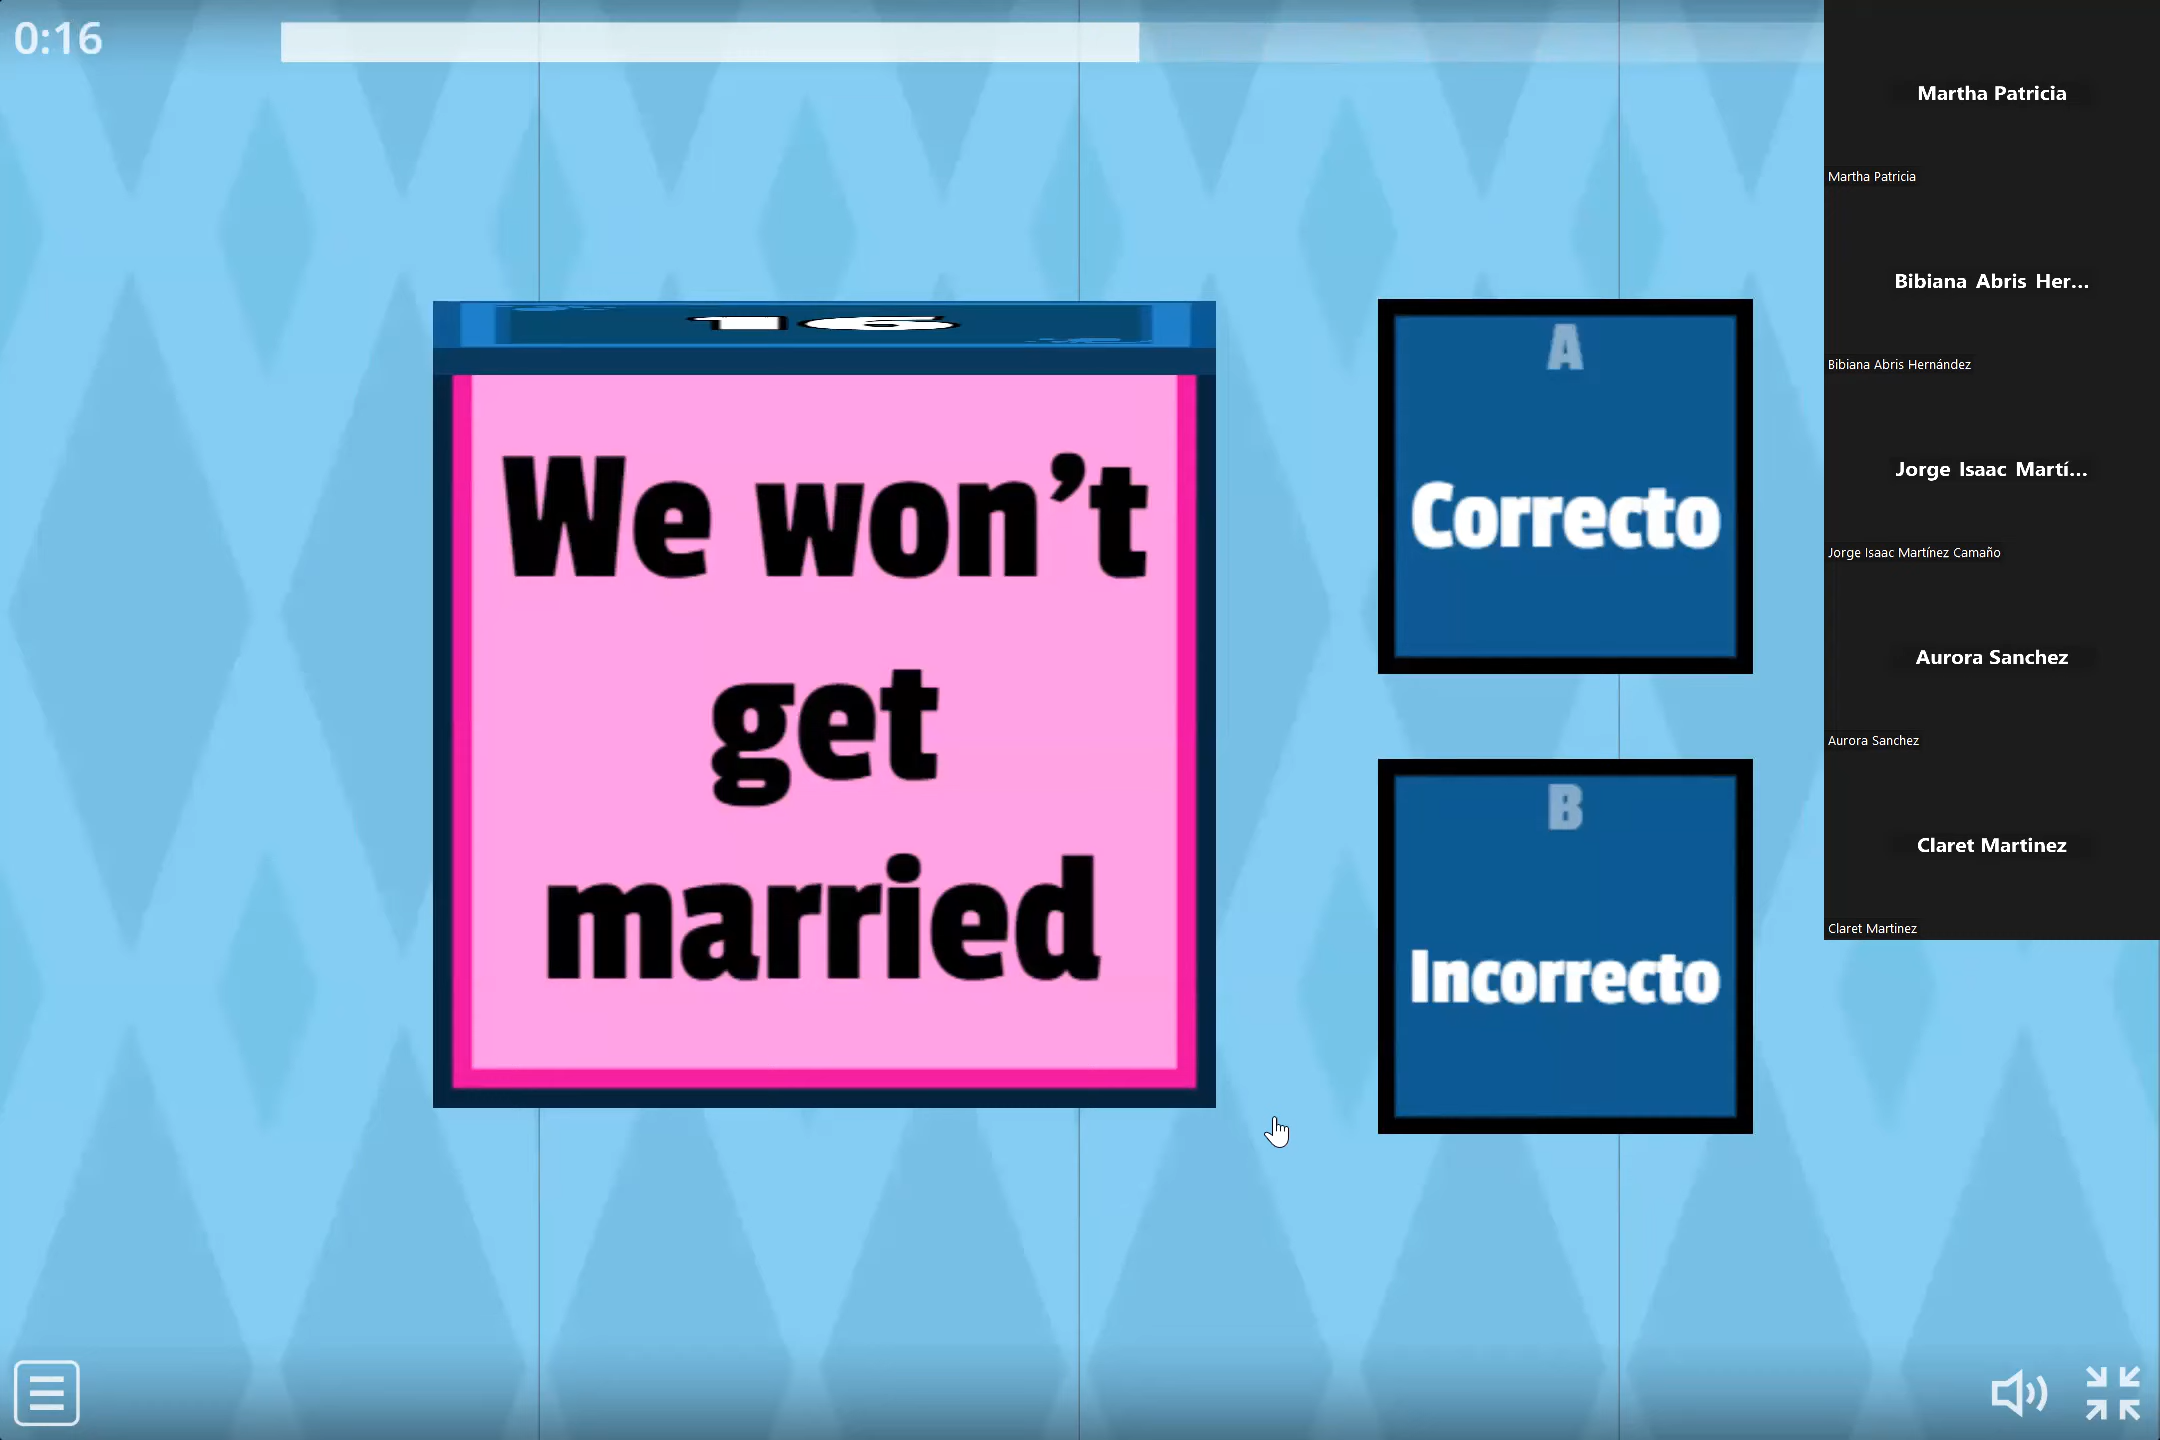 0:16
16
We won’t
get
married
A
Correcto
B
Incorrecto
Martha Patricia
Martha Patricia
Bibiana Abris Her...
Bibiana Abris Hernández
Jorge Isaac Martí...
Jorge Isaac Martínez Camaño
Aurora Sanchez
Aurora Sanchez
Claret Martinez
Claret Martinez